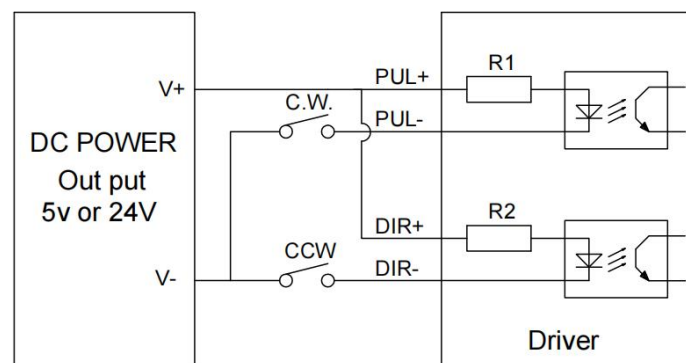 V+
DC POWER
Out put
5v or 24V
V-
C.W.
CCW
PUL+
PUL-
DIR+
DIR-
R1
R2
Driver